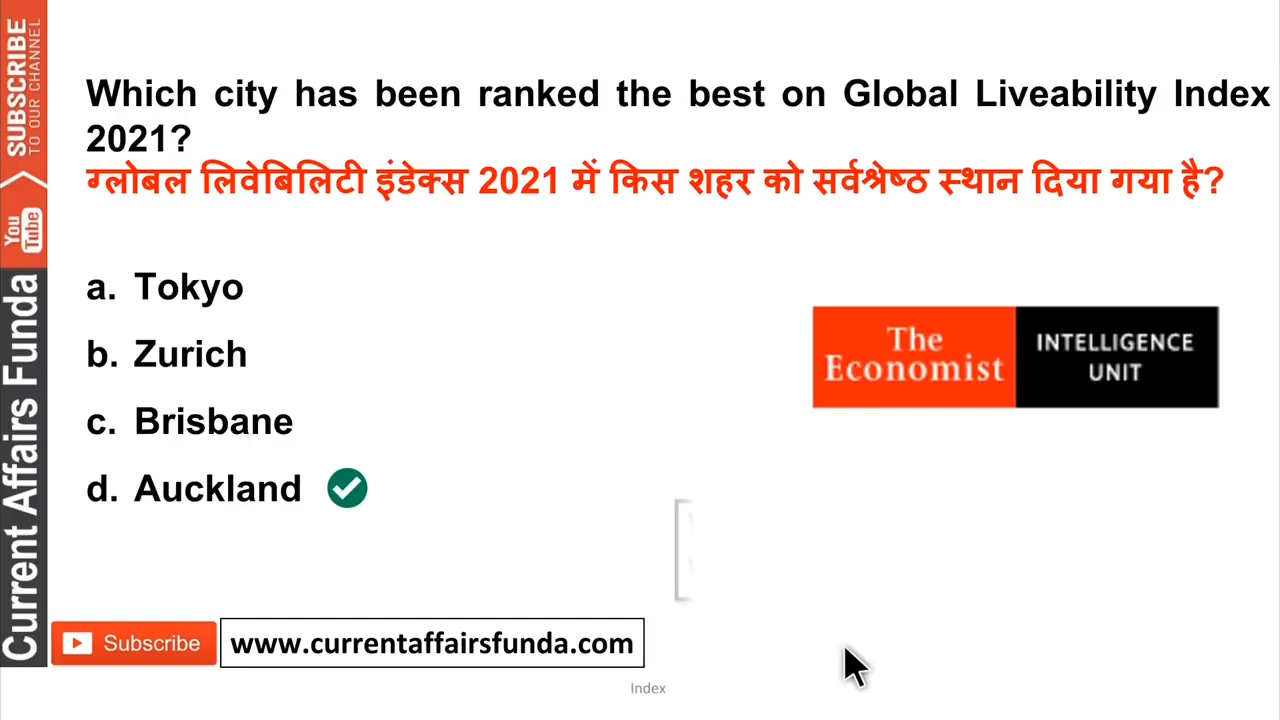 SUBSCRIBE
TO OUR CHANNEL
You
Tube
Current Affairs Funda
Which city has been ranked the best on Global Liveability Index
2021?
ग्लोबल लिवेबिलिटी इंडेक्स 2021 में किस शहर को सर्वश्रेष्ठ स्थान दिया गया है?
a. Tokyo
b. Zurich
c. Brisbane
d. Auckland
The
Economist
INTELLIGENCE
UNIT
Subscribe
www.currentaffairsfunda.com
Index